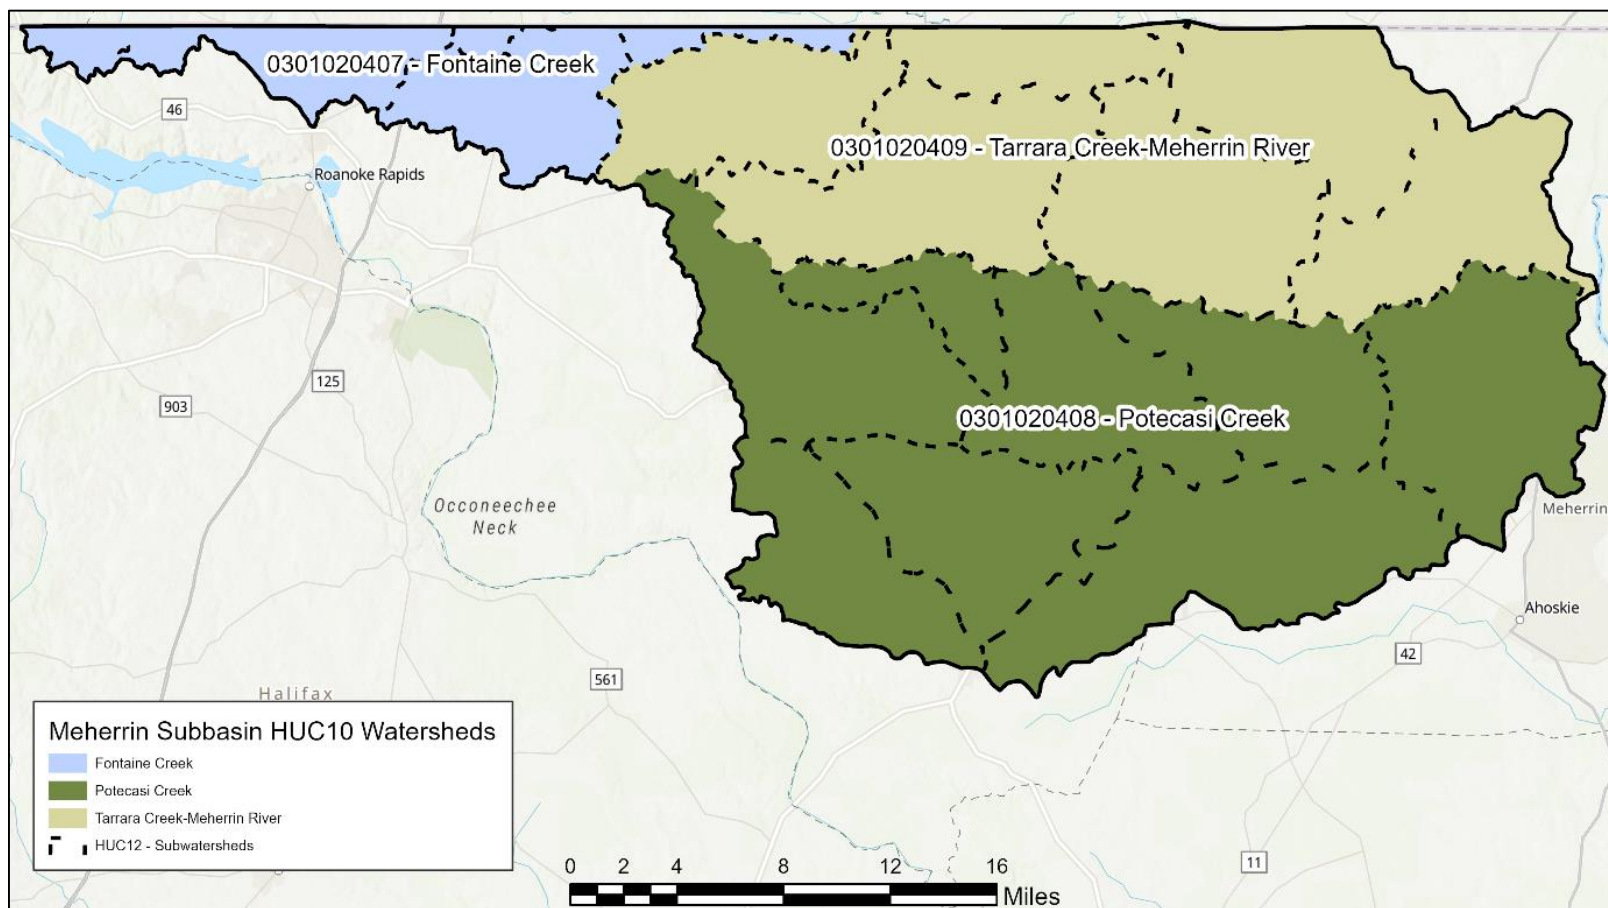 0301020407 - Fontaine Creek
46
0301020409 - Tarrara Creek-Meherrin River
Roanoke Rapids
125
903
0301020408 - Potecasi Creek
Occoneechee
Neck
Meherrin
Ahoskie
42
561
Halifax
Meherrin Subbasin HUC10 Watersheds
Fontaine Creek
Potecasi Creek
Tarrara Creek-Meherrin River
HUC12 - Subwatersheds
0 2 4 8 12 16
Miles
11